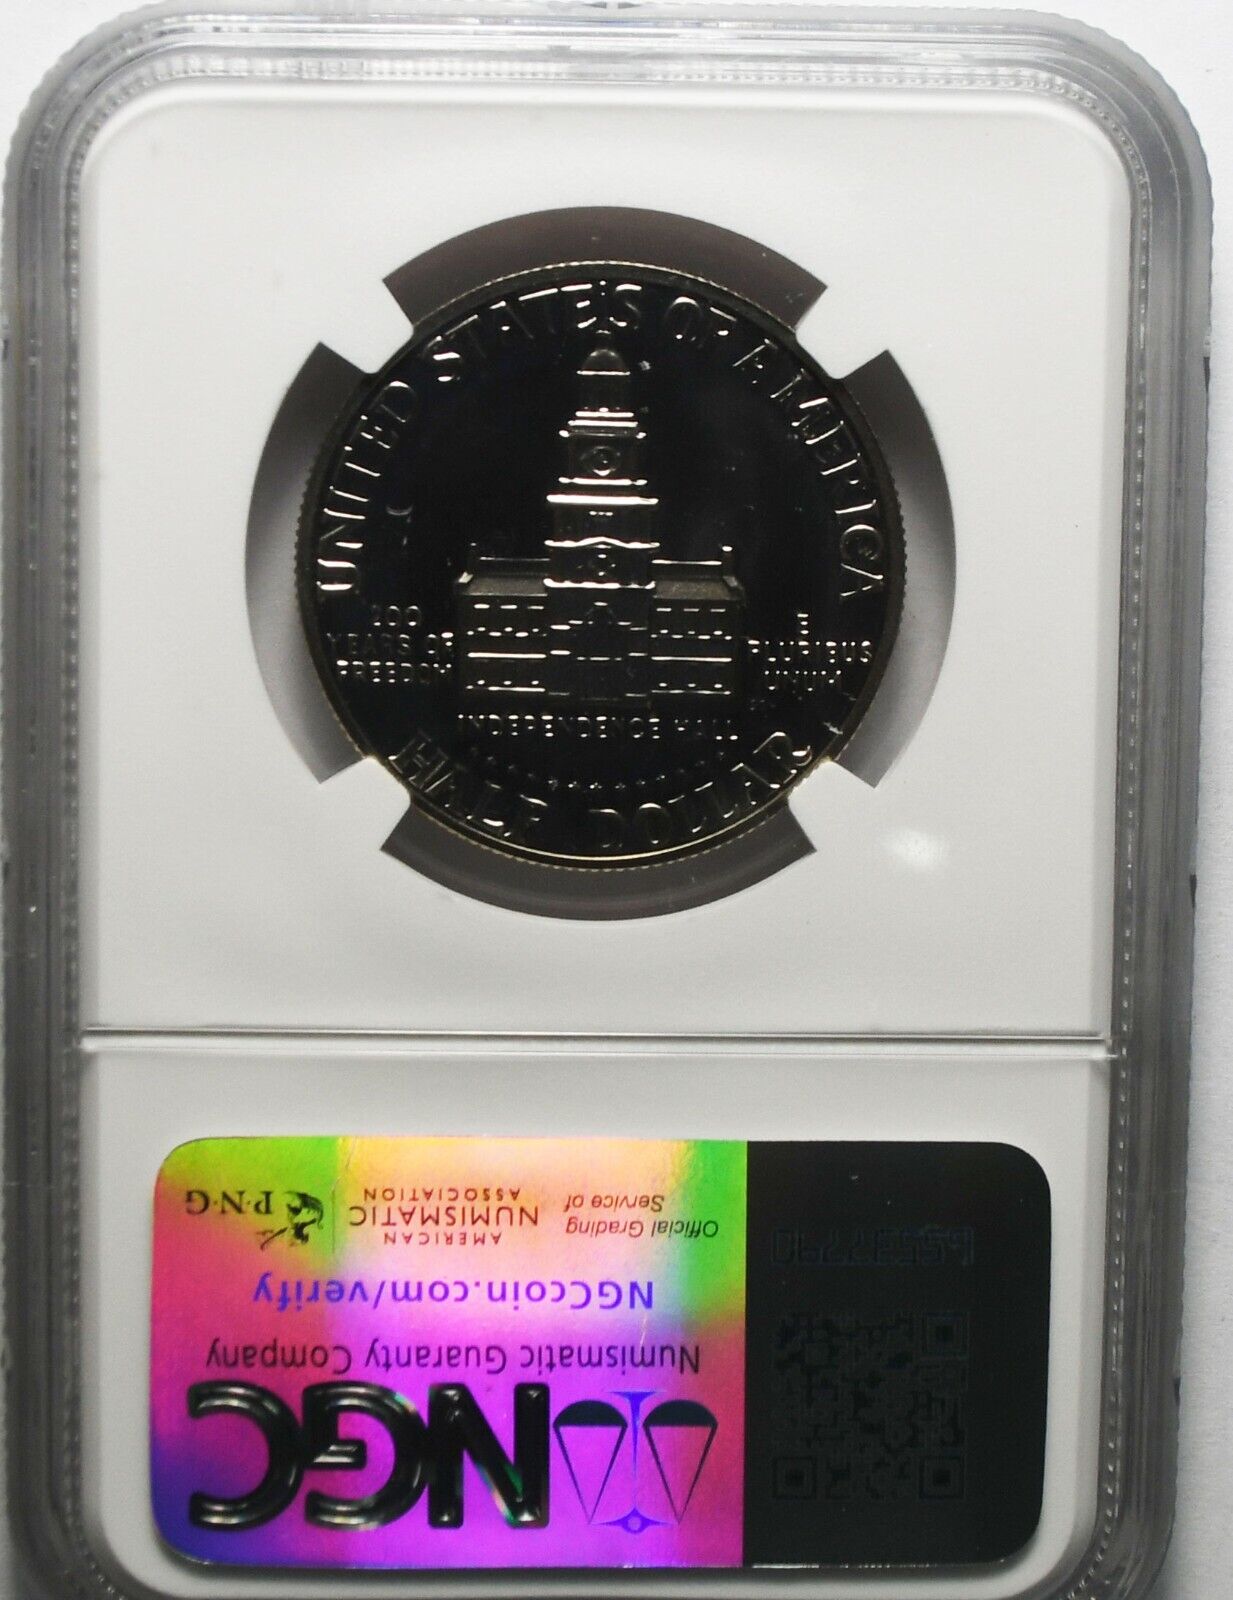 UNITED STATES OF AMERICA
200
YEARS OF
FREEDOM
E
PLURIBUS
UNUM
INDEPENDENCE HALL
HALF DOLLAR
NGC
Numismatic Guaranty Company
NGCcoin.com/verify
Official Grading
Service of
AMERICAN
NUMISMATIC
ASSOCIATION
P·N·G